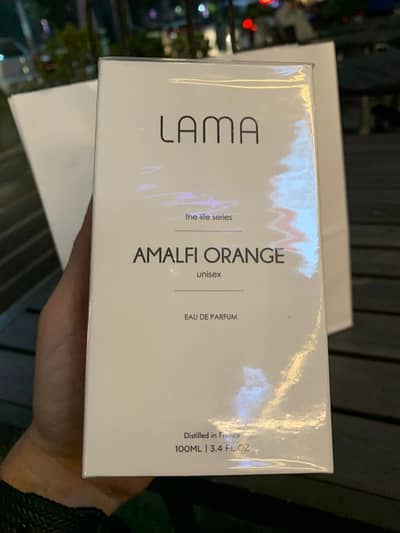 LAMA
the life series
AMALFI ORANGE
unisex
EAU DE PARFUM
Distilled in France
100ML | 3.4 FL OZ